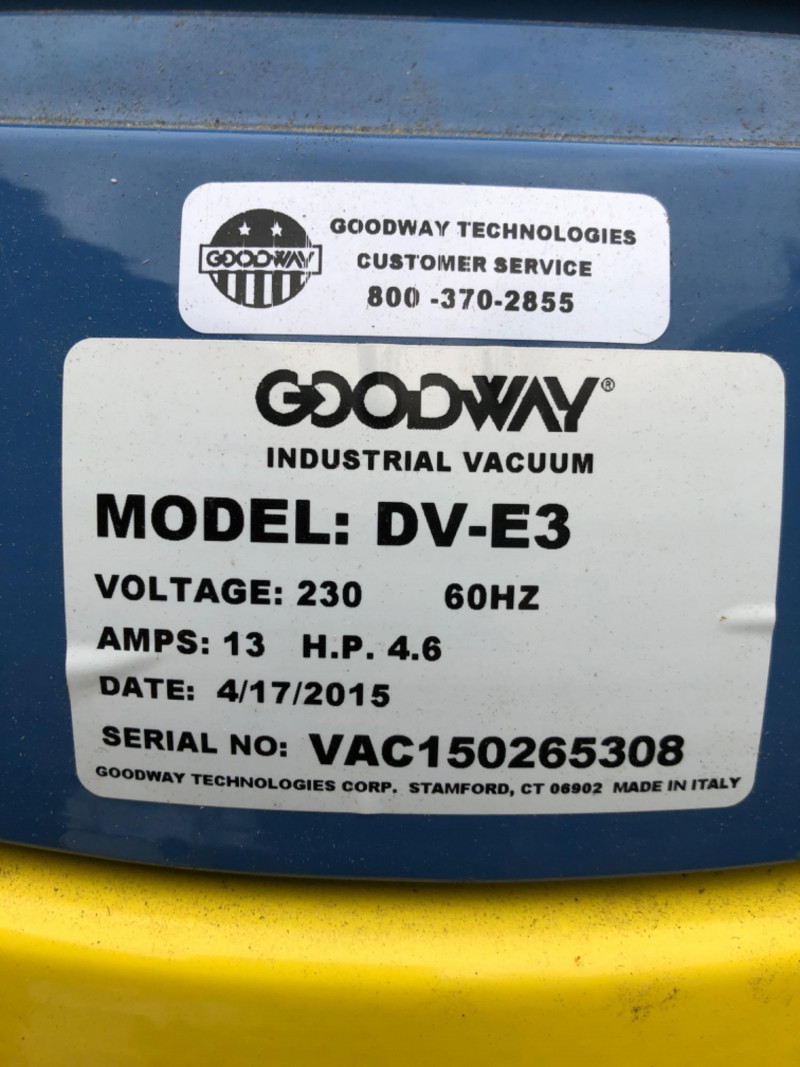 GOODWAY
GOODWAY TECHNOLOGIES
CUSTOMER SERVICE
800 -370-2855
GOODWAY®
INDUSTRIAL VACUUM
MODEL: DV-E3
VOLTAGE: 230 60HZ
AMPS: 13 H.P. 4.6
DATE: 4/17/2015
SERIAL NO: VAC150265308
GOODWAY TECHNOLOGIES CORP. STAMFORD, CT 06902 MADE IN ITALY